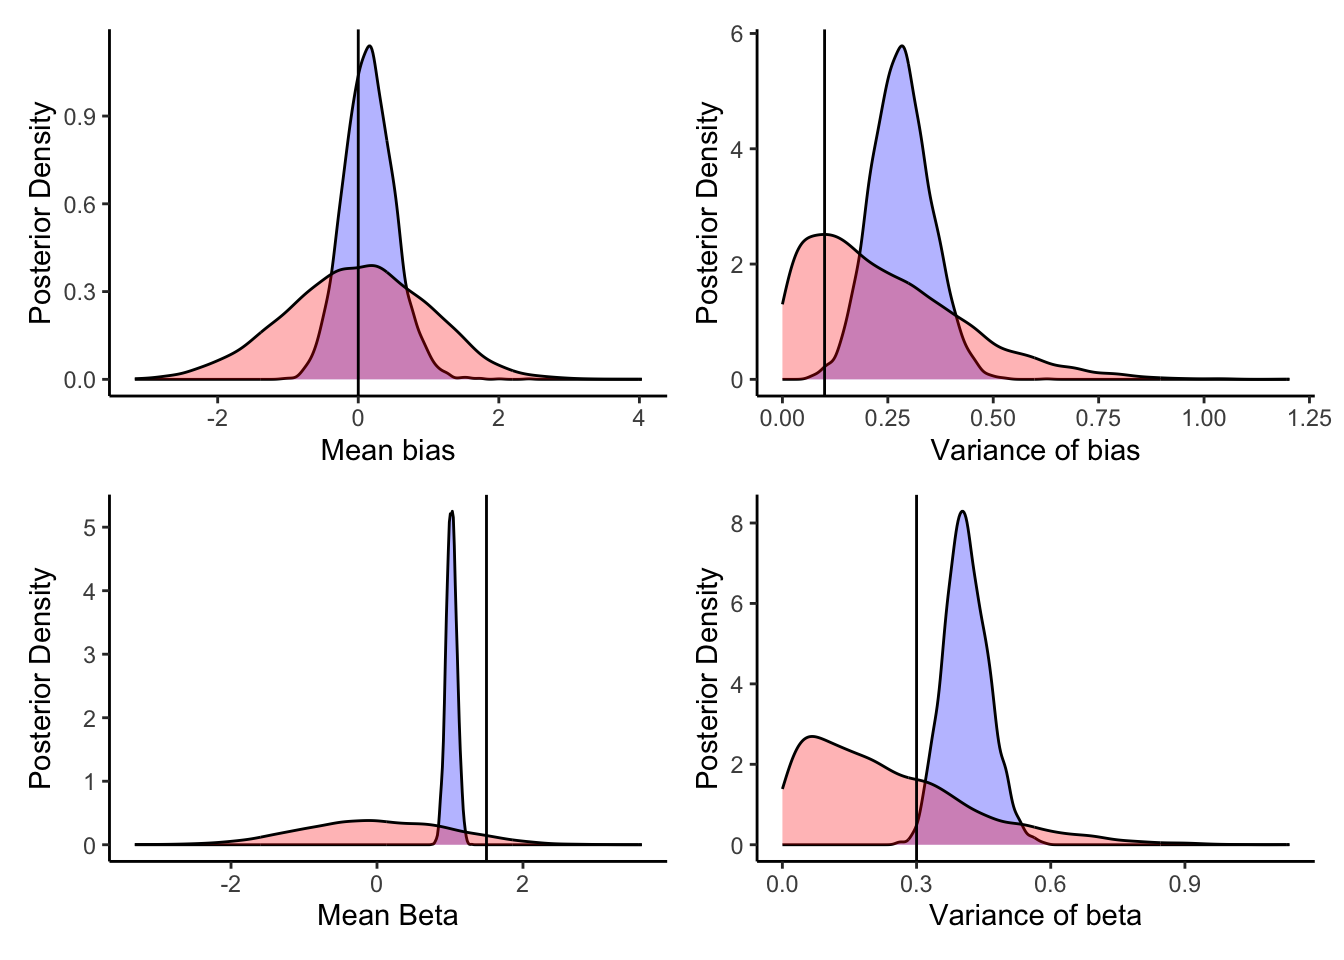 Posterior Density
0.9
0.6
0.3
0.0
-2 0 2 4
Mean bias
Posterior Density
6
4
2
0
0.00 0.25 0.50 0.75 1.00 1.25
Variance of bias
Posterior Density
5
4
3
2
1
0
-2 0 2
Mean Beta
Posterior Density
8
6
4
2
0
0.0 0.3 0.6 0.9
Variance of beta